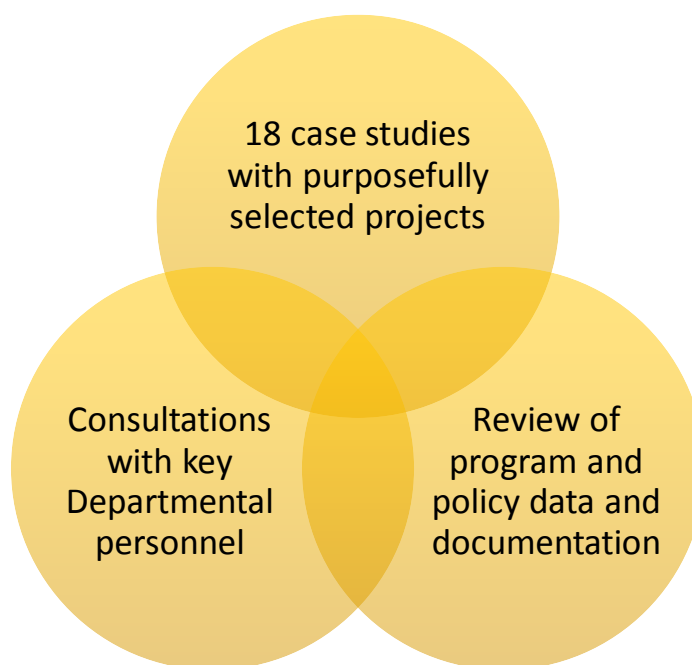 18 case studies
with purposefully
selected projects
Consultations
with key
Departmental
personnel
Review of
program and
policy data and
documentation